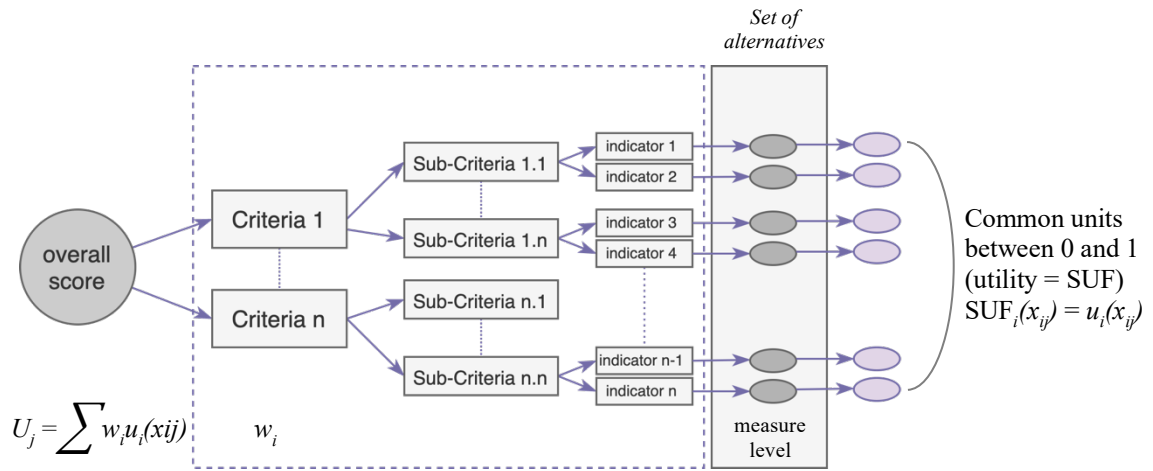 Set of
alternatives
overall
score
Criteria 1
Criteria n
Sub-Criteria 1.1
Sub-Criteria 1.n
Sub-Criteria n.1
Sub-Criteria n.n
indicator 1
indicator 2
indicator 3
indicator 4
indicator n-1
indicator n
measure
level
Common units
between 0 and 1
(utility = SUF)
SUFᵢ(xᵢⱼ) = uᵢ(xᵢⱼ)
Uⱼ = ∑ wᵢuᵢ(xij)
wᵢ